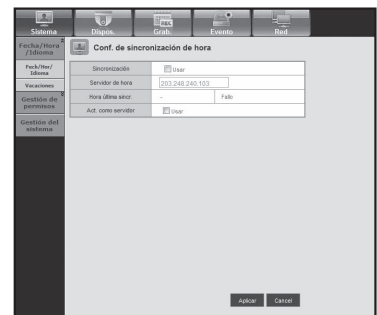 Sistema
Dispos.
REC
Grab.
Evento
Red
Fecha/Hora
/Idioma
Fech/Hor/
Idioma
Vacaciones
Gestión de
permisos
Gestión del
sistema
Conf. de sincronización de hora
Sincronización
Usar
Servidor de hora
203.248.240.103
Hora última sincr.
--
Fallo
Act. como servidor
Usar
Aplicar
Cancel